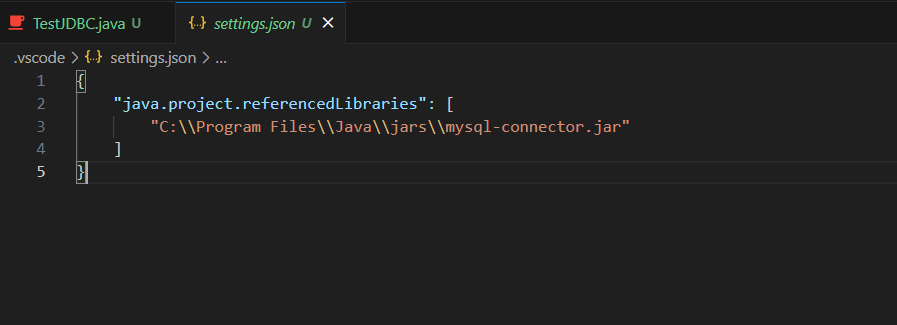 TestJDBC.java U {..} settings.json U ×
.vscode > {..} settings.json > ...
1 {
2 "java.project.referencedLibraries": [
3 "C:\\Program Files\\Java\\jars\\mysql-connector.jar"
4 ]
5 }